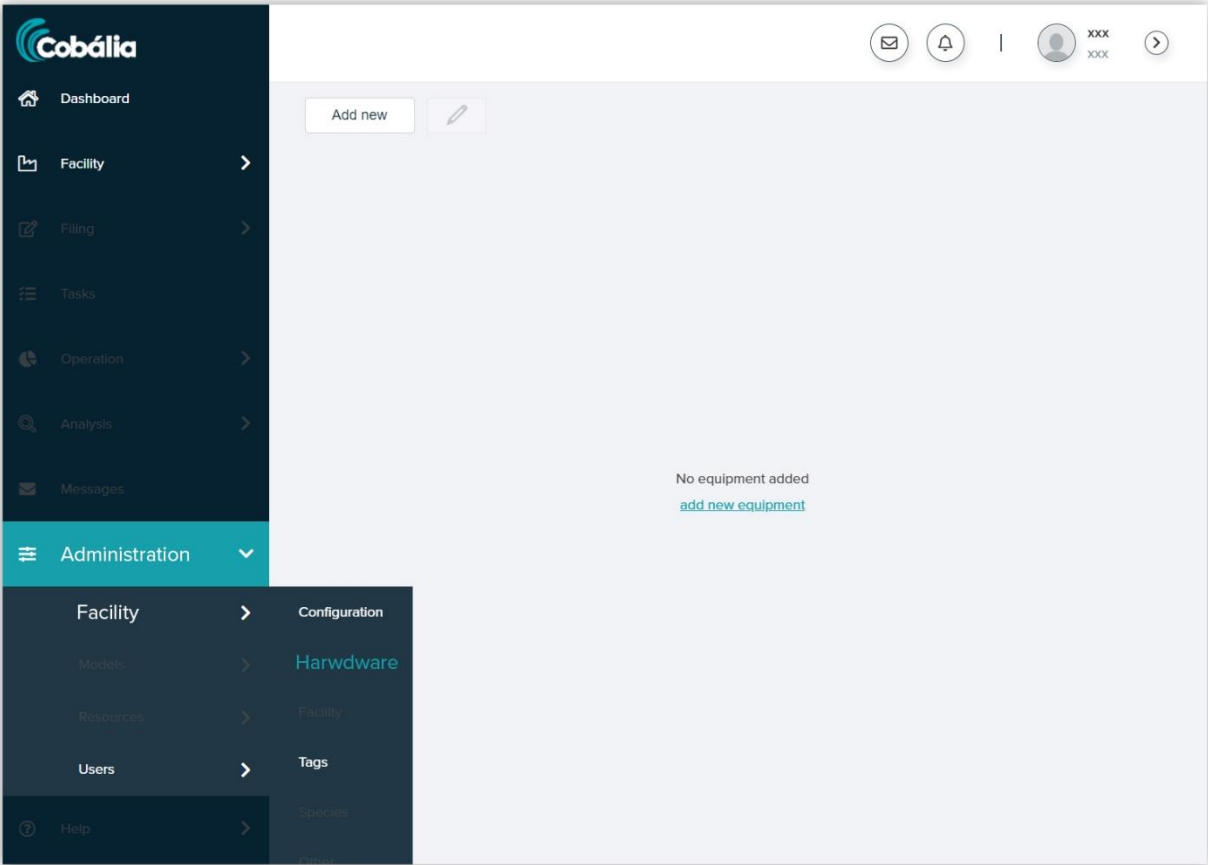 Cobália
xxx
xxx
Dashboard
Add new
Facility
Filing
Tasks
Operation
Analysis
Messages
No equipment added
add new equipment
Administration
Facility
Configuration
Models
Harwdware
Resources
Facility
Users
Tags
Species
Help
Other